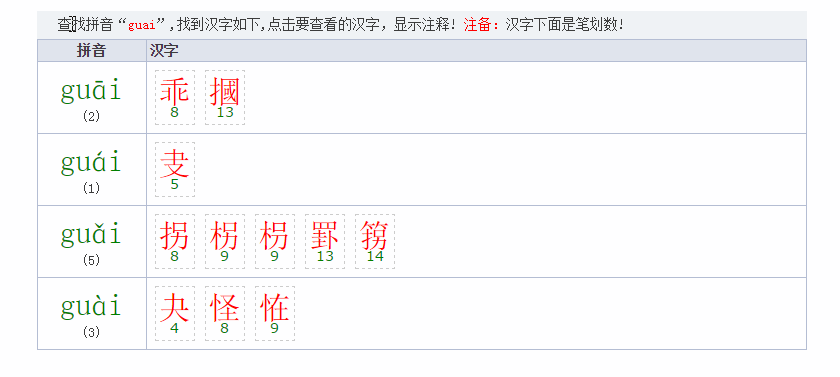 查找拼音“guai”,找到汉字如下,点击要查看的汉字，显示注释! 注备：汉字下面是笔划数!
拼音 汉字
guāi 乖 摑
(2) 8 13
guái
(1) 5
guǎi 拐 枴 柺 罫 箉
(5) 8 9 9 13 14
guài 夬 怪 恠
(3) 4 8 9